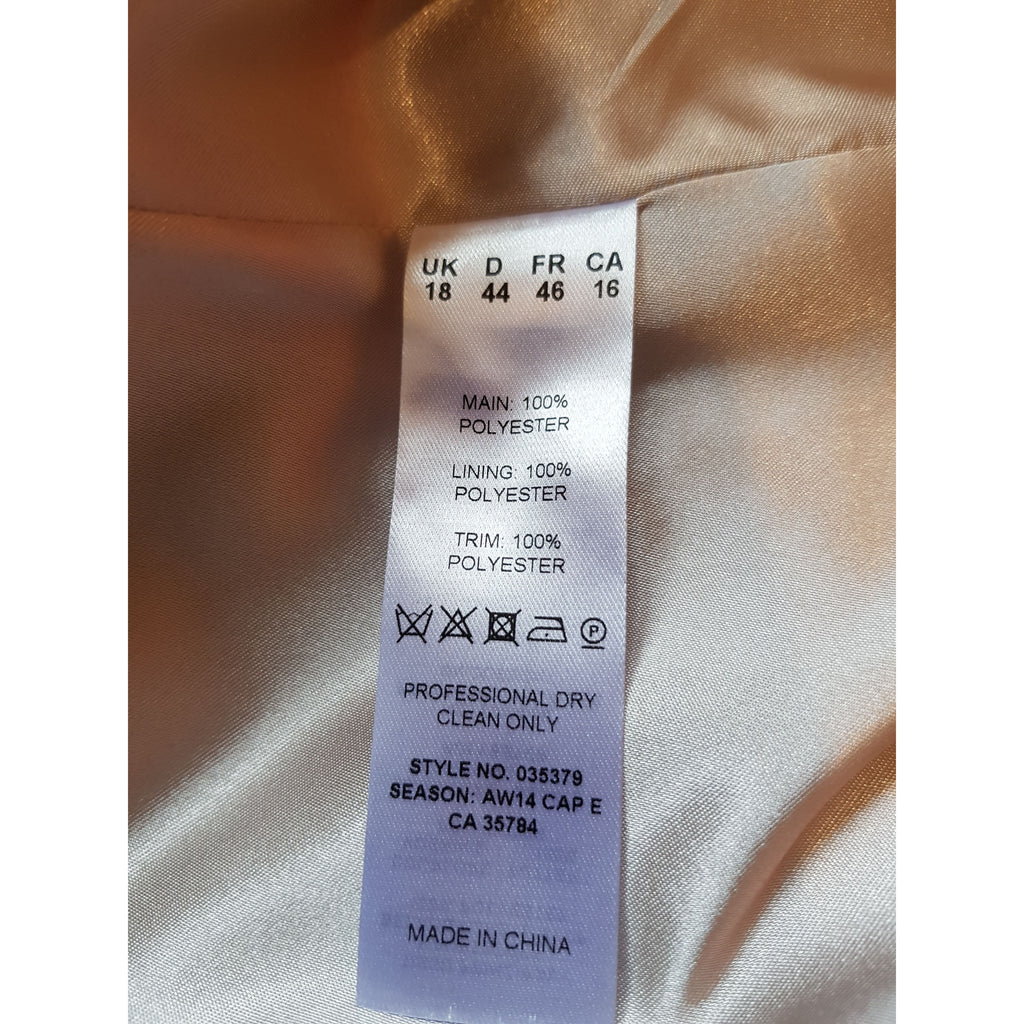 UK D FR CA
18 44 46 16
MAIN: 100%
POLYESTER
LINING: 100%
POLYESTER
TRIM: 100%
POLYESTER
P
PROFESSIONAL DRY
CLEAN ONLY
STYLE NO. 035379
SEASON: AW14 CAP E
CA 35784
MADE IN CHINA